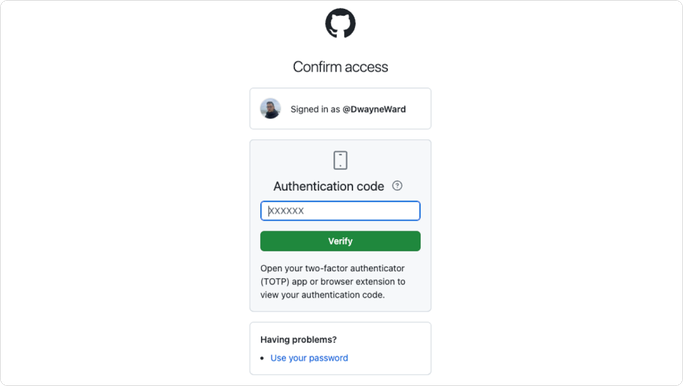 Confirm access
Signed in as @DwayneWard
Authentication code
XXXXXX
Verify
Open your two-factor authenticator
(TOTP) app or browser extension to
view your authentication code.
Having problems?
• Use your password